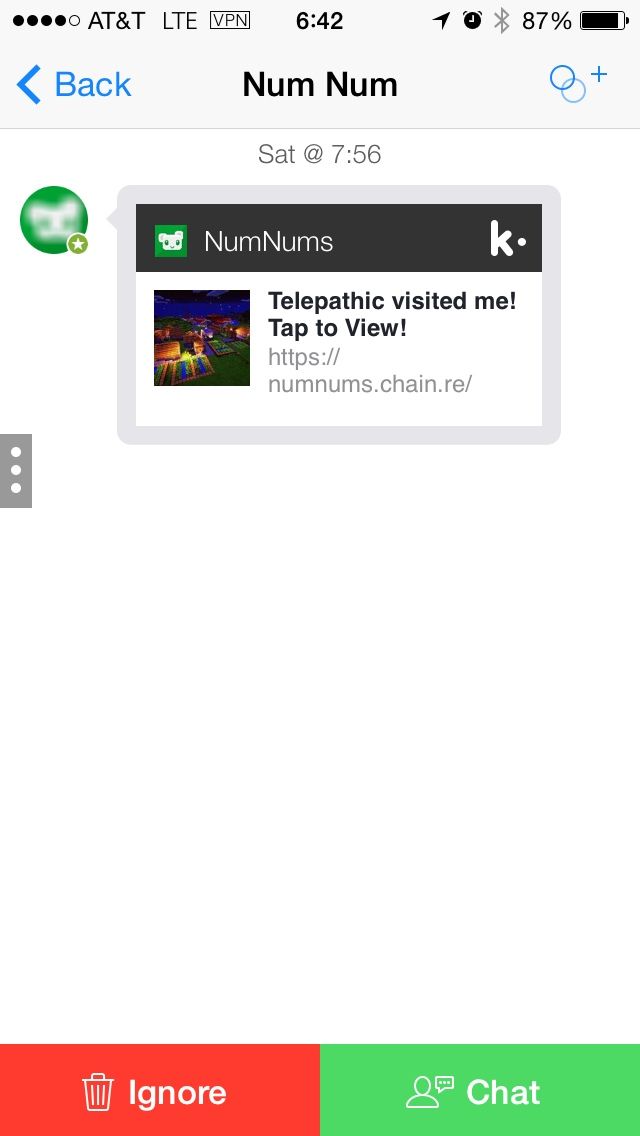 AT&T LTE VPN 6:42 87%
Back Num Num
Sat @ 7:56
NumNums k.
Telepathic visited me!
Tap to View!
https://
numnums.chain.re/
Ignore Chat